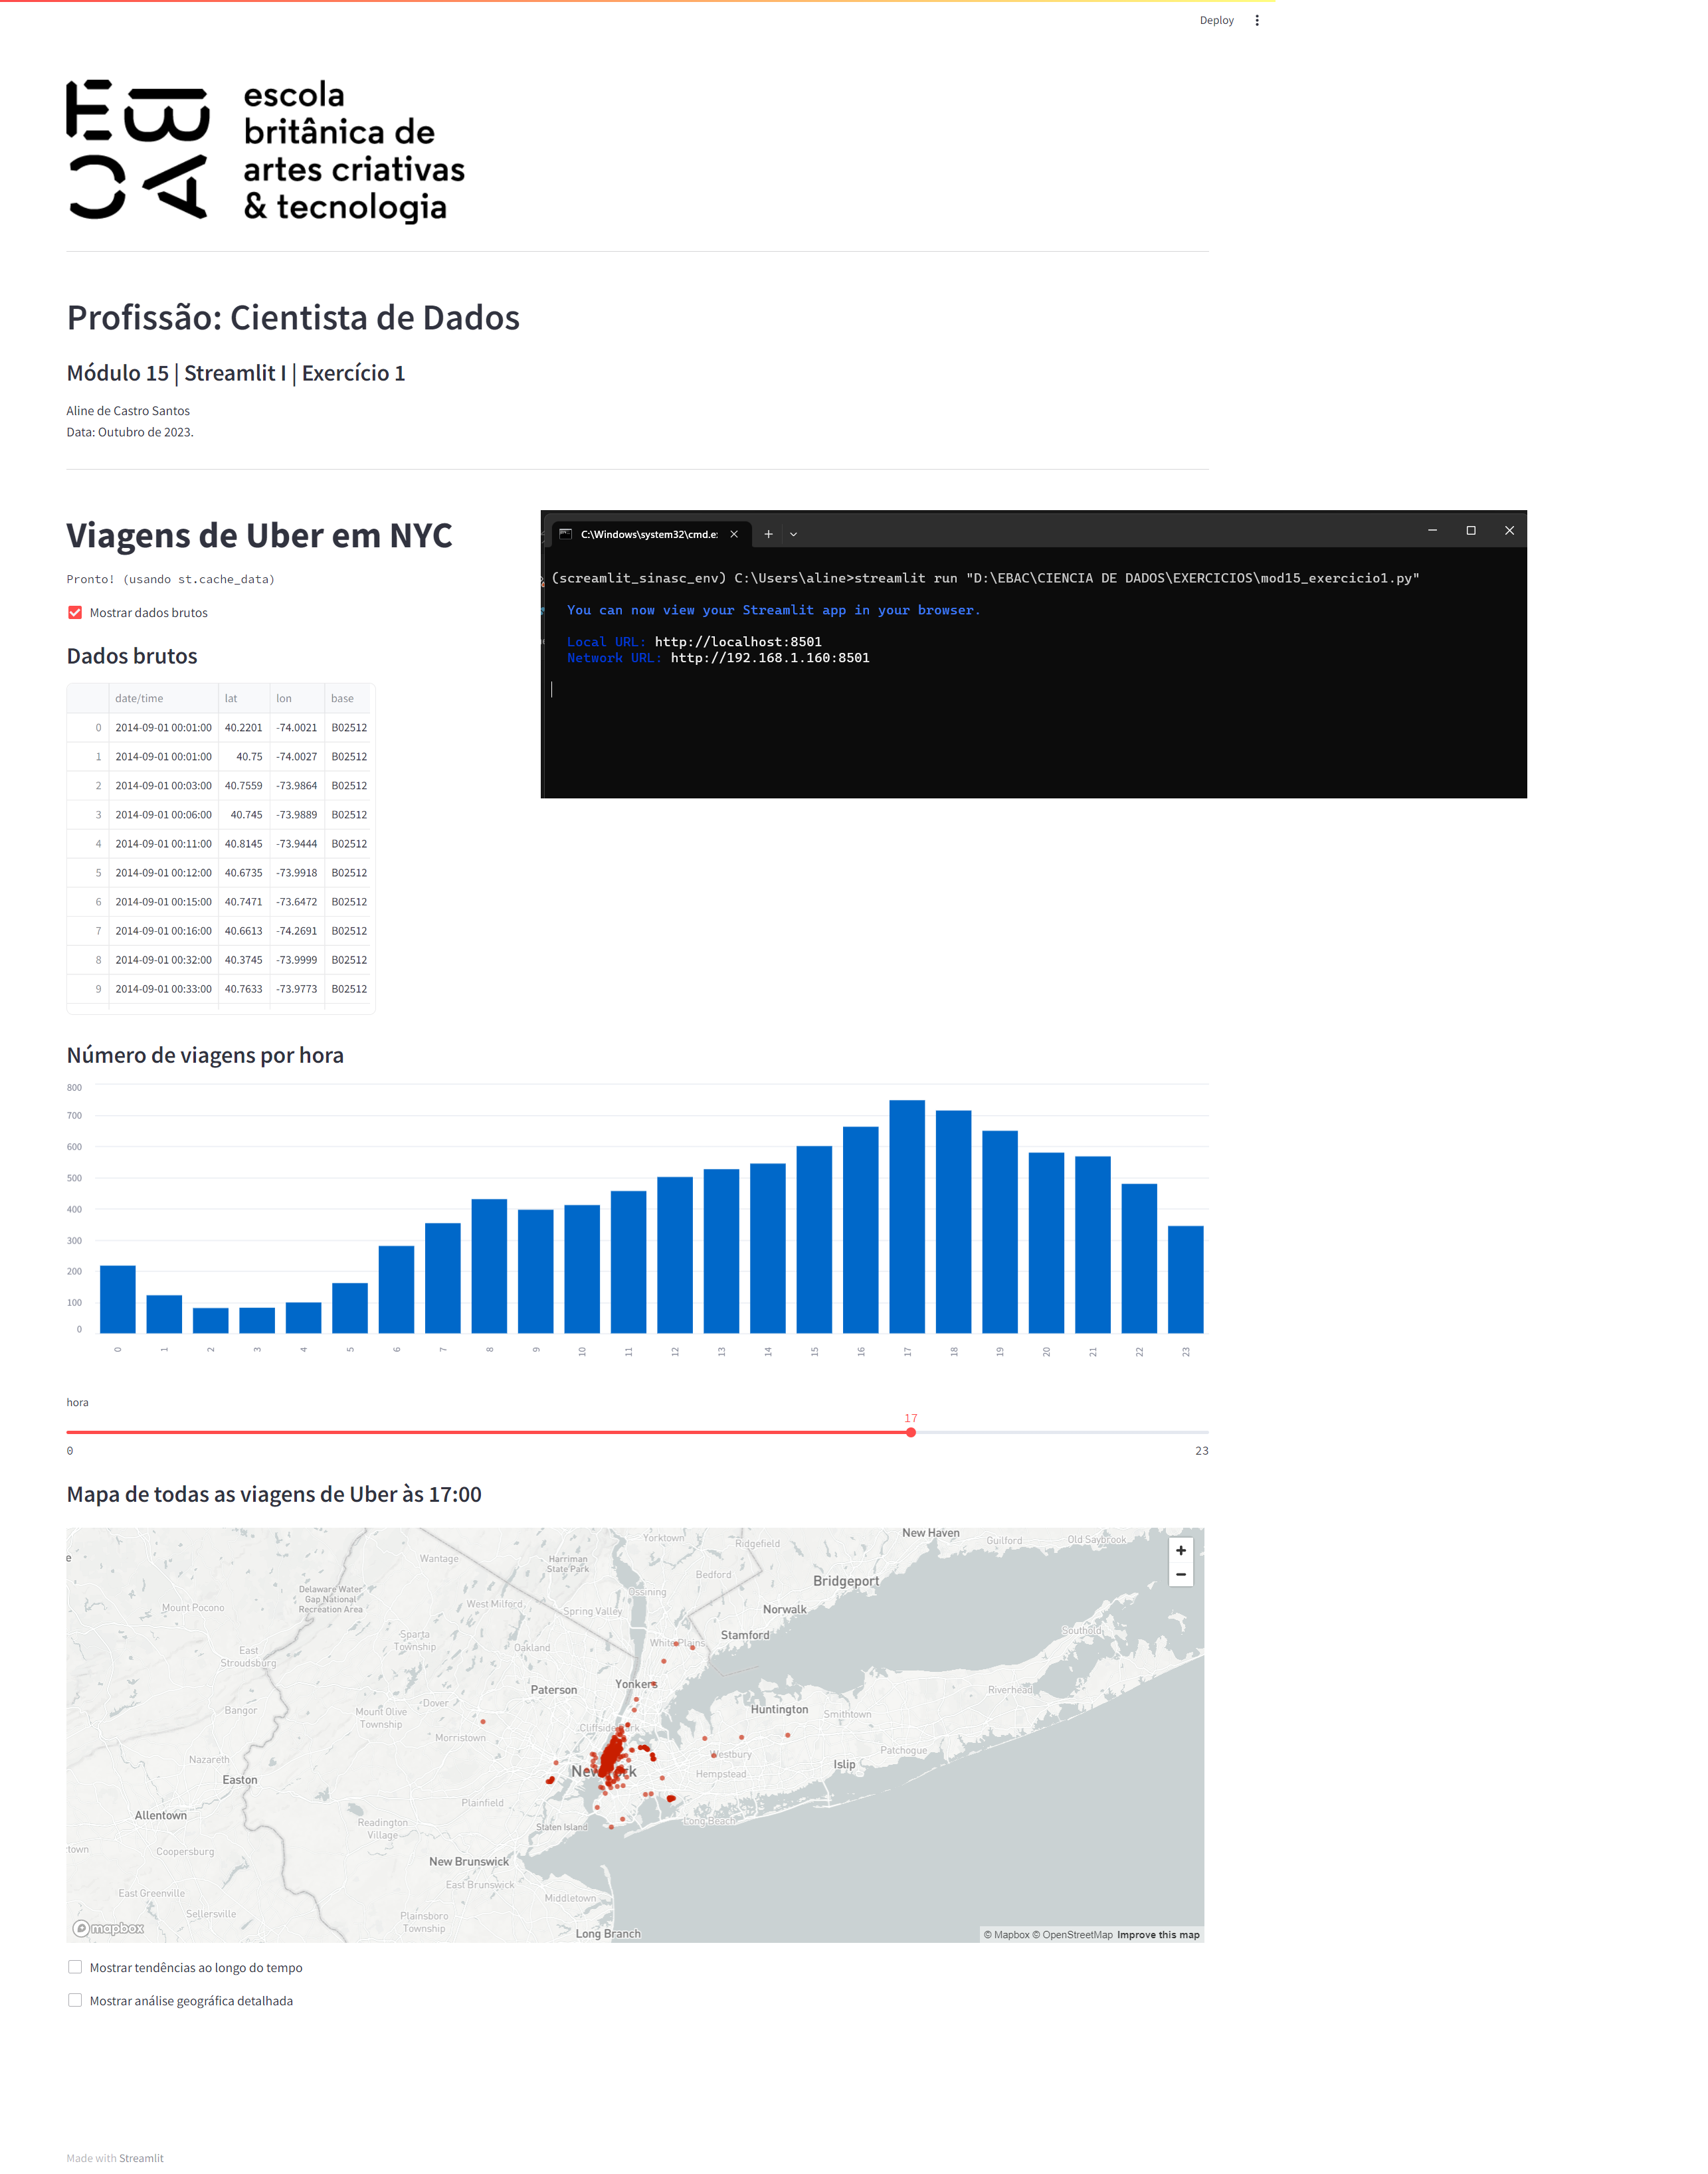 Deploy
EBAC
escola
britânica de
artes criativas
& tecnologia
Profissão: Cientista de Dados
Módulo 15 | Streamlit I | Exercício 1
Aline de Castro Santos
Data: Outubro de 2023.
Viagens de Uber em NYC
Pronto! (usando st.cache_data)
Mostrar dados brutos
Dados brutos
date/time lat lon base
0 2014-09-01 00:01:00 40.2201 -74.0021 B02512
1 2014-09-01 00:01:00 40.75 -74.0027 B02512
2 2014-09-01 00:03:00 40.7559 -73.9864 B02512
3 2014-09-01 00:06:00 40.745 -73.9889 B02512
4 2014-09-01 00:11:00 40.8145 -73.9444 B02512
5 2014-09-01 00:12:00 40.6735 -73.9918 B02512
6 2014-09-01 00:15:00 40.7471 -73.6472 B02512
7 2014-09-01 00:16:00 40.6613 -74.2691 B02512
8 2014-09-01 00:32:00 40.3745 -73.9999 B02512
9 2014-09-01 00:33:00 40.7633 -73.9773 B02512
C:\Windows\system32\cmd.e:
(screamlit_sinasc_env) C:\Users\aline>streamlit run "D:\EBAC\CIENCIA DE DADOS\EXERCICIOS\mod15_exercicio1.py"
You can now view your Streamlit app in your browser.
Local URL: http://localhost:8501
Network URL: http://192.168.1.160:8501
Número de viagens por hora
800
700
600
500
400
300
200
100
0
0 1 2 3 4 5 6 7 8 9 10 11 12 13 14 15 16 17 18 19 20 21 22 23
hora
17
0 23
Mapa de todas as viagens de Uber às 17:00
New Haven
Yorktown
Ridgefield
Guilford
Old Saybrook
e
Wantage
Harriman
State Park
Bedford
Bridgeport
Delaware Water
Gap National
Recreation Area
Ossining
Mount Pocono
West Milford
Spring Valley
Norwalk
Sparta
Township
Oakland
White Plains
Stamford
Southold
East
Stroudsburg
Paterson
Yonkers
Riverhead
Bangor
Mount Olive
Township
Dover
Huntington
Smithtown
Cliffside Park
Morristown
Westbury
Patchogue
Nazareth
Easton
New York
Hempstead
Islip
Allentown
Plainfield
Readington
Village
Staten Island
Long Beach
town
Coopersburg
New Brunswick
East Brunswick
East Greenville
Middletown
Sellersville
Plainsboro
Township
Long Branch
mapbox
© Mapbox © OpenStreetMap Improve this map
+
−
Mostrar tendências ao longo do tempo
Mostrar análise geográfica detalhada
Made with Streamlit